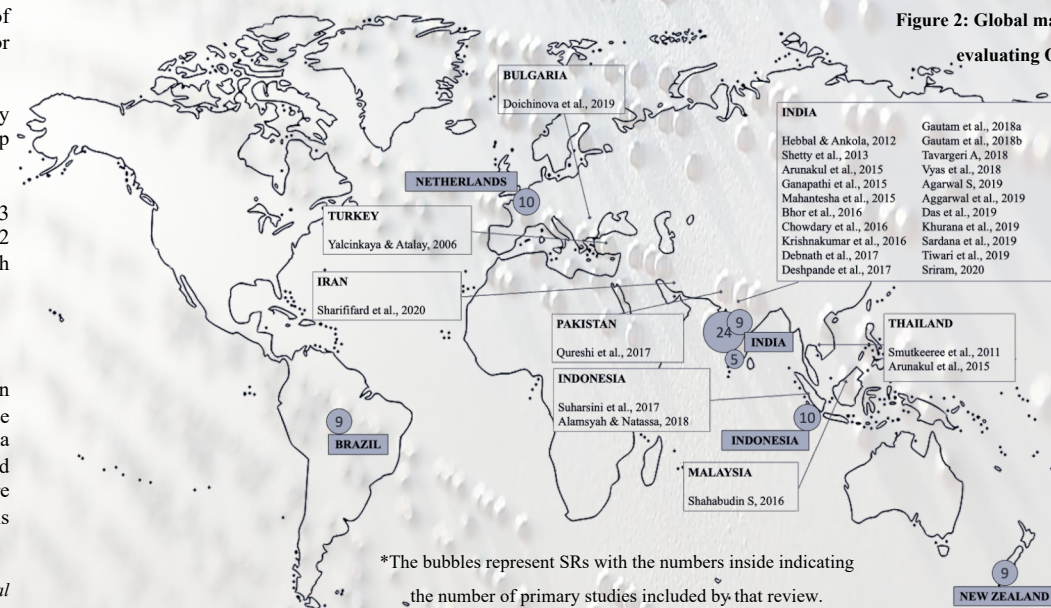 of
or
y
p
3
2
h
n
e
a
d
re
is
al
Figure 2: Global ma
evaluating O
BULGARIA
Doichinova et al., 2019
INDIA
Hebbal & Ankola, 2012
Shetty et al., 2013
Arunakul et al., 2015
Ganapathi et al., 2015
Mahantesha et al., 2015
Bhor et al., 2016
Chowdary et al., 2016
Krishnakumar et al., 2016
Debnath et al., 2017
Deshpande et al., 2017
Gautam et al., 2018a
Gautam et al., 2018b
Tavargeri A, 2018
Vyas et al., 2018
Agarwal S, 2019
Aggarwal et al., 2019
Das et al., 2019
Khurana et al., 2019
Sardana et al., 2019
Tiwari et al., 2019
Sriram, 2020
NETHERLANDS
10
TURKEY
Yalcinkaya & Atalay, 2006
IRAN
Sharififard et al., 2020
PAKISTAN
Qureshi et al., 2017
24
9
5
INDIA
THAILAND
Smutkeeree et al., 2011
Arunakul et al., 2015
INDONESIA
Suharsini et al., 2017
Alamsyah & Natassa, 2018
9
BRAZIL
10
INDONESIA
MALAYSIA
Shahabudin S, 2016
*The bubbles represent SRs with the numbers inside indicating
the number of primary studies included by that review.
9
NEW ZEALAND